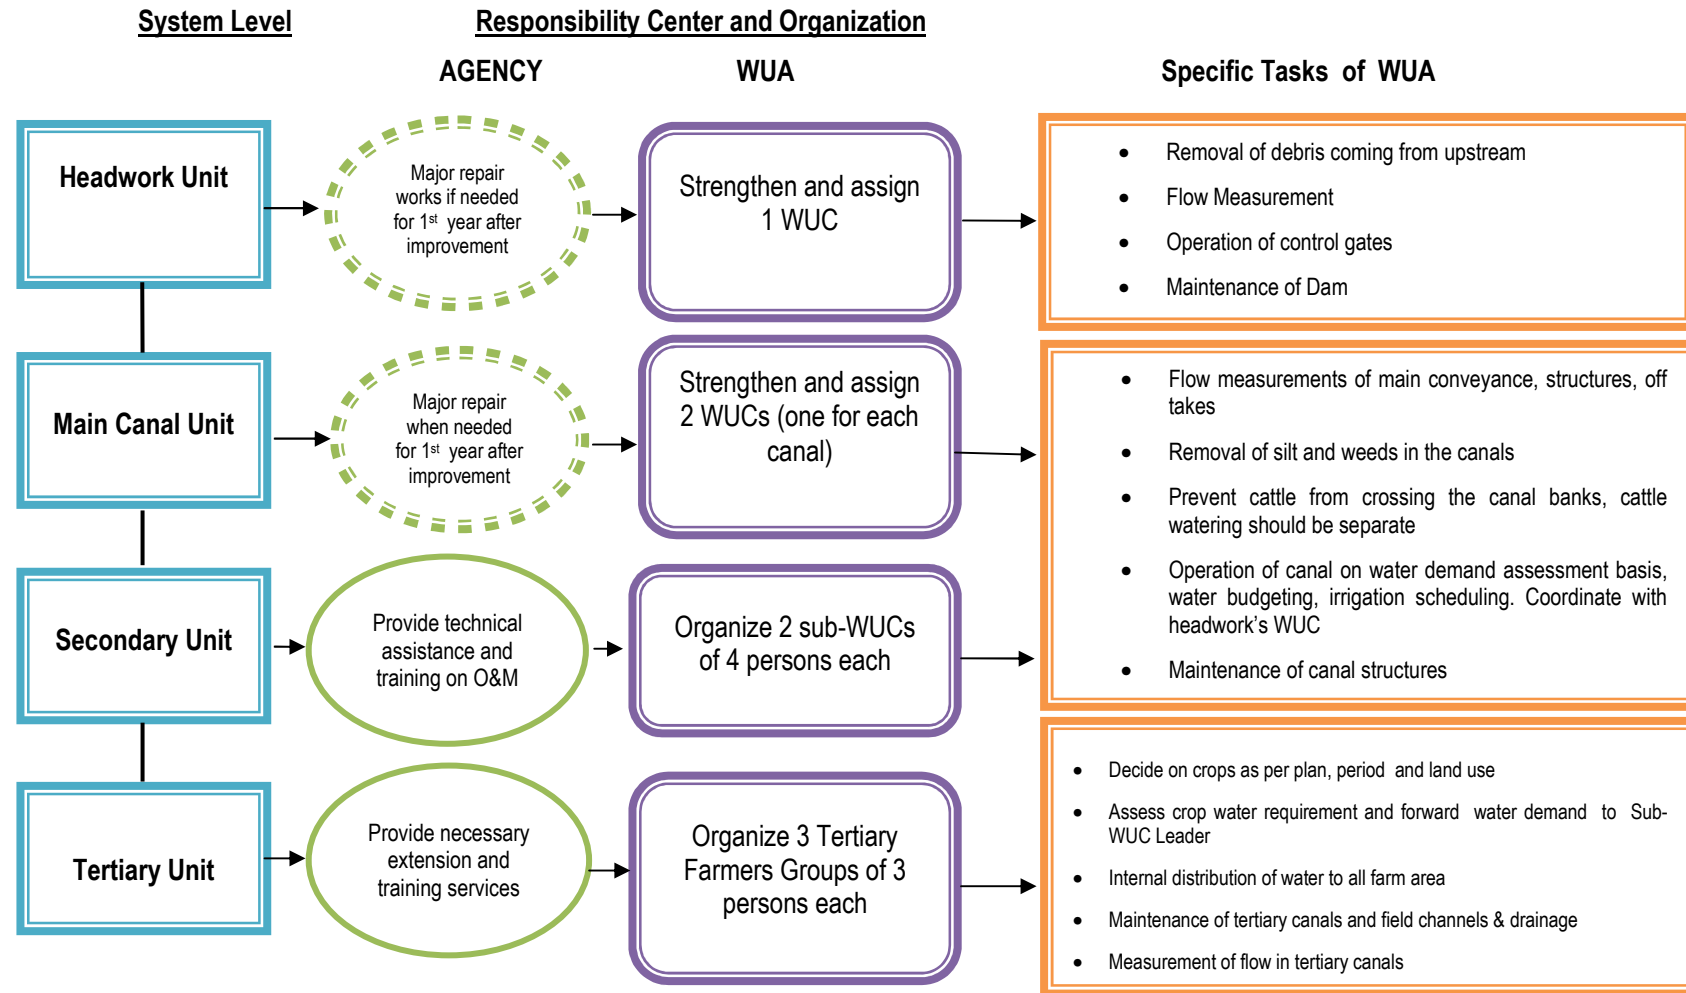 System Level
Responsibility Center and Organization
AGENCY
WUA
Specific Tasks of WUA
Headwork Unit
Major repair
works if needed
for 1st year after
improvement
Strengthen and assign
1 WUC
• Removal of debris coming from upstream
• Flow Measurement
• Operation of control gates
• Maintenance of Dam
Main Canal Unit
Major repair
when needed
for 1st year after
improvement
Strengthen and assign
2 WUCs (one for each
canal)
• Flow measurements of main conveyance, structures, off
takes
• Removal of silt and weeds in the canals
• Prevent cattle from crossing the canal banks, cattle
watering should be separate
• Operation of canal on water demand assessment basis,
water budgeting, irrigation scheduling. Coordinate with
headwork’s WUC
• Maintenance of canal structures
Secondary Unit
Provide technical
assistance and
training on O&M
Organize 2 sub-WUCs
of 4 persons each
Tertiary Unit
Provide necessary
extension and
training services
Organize 3 Tertiary
Farmers Groups of 3
persons each
• Decide on crops as per plan, period and land use
• Assess crop water requirement and forward water demand to Sub-
WUC Leader
• Internal distribution of water to all farm area
• Maintenance of tertiary canals and field channels & drainage
• Measurement of flow in tertiary canals